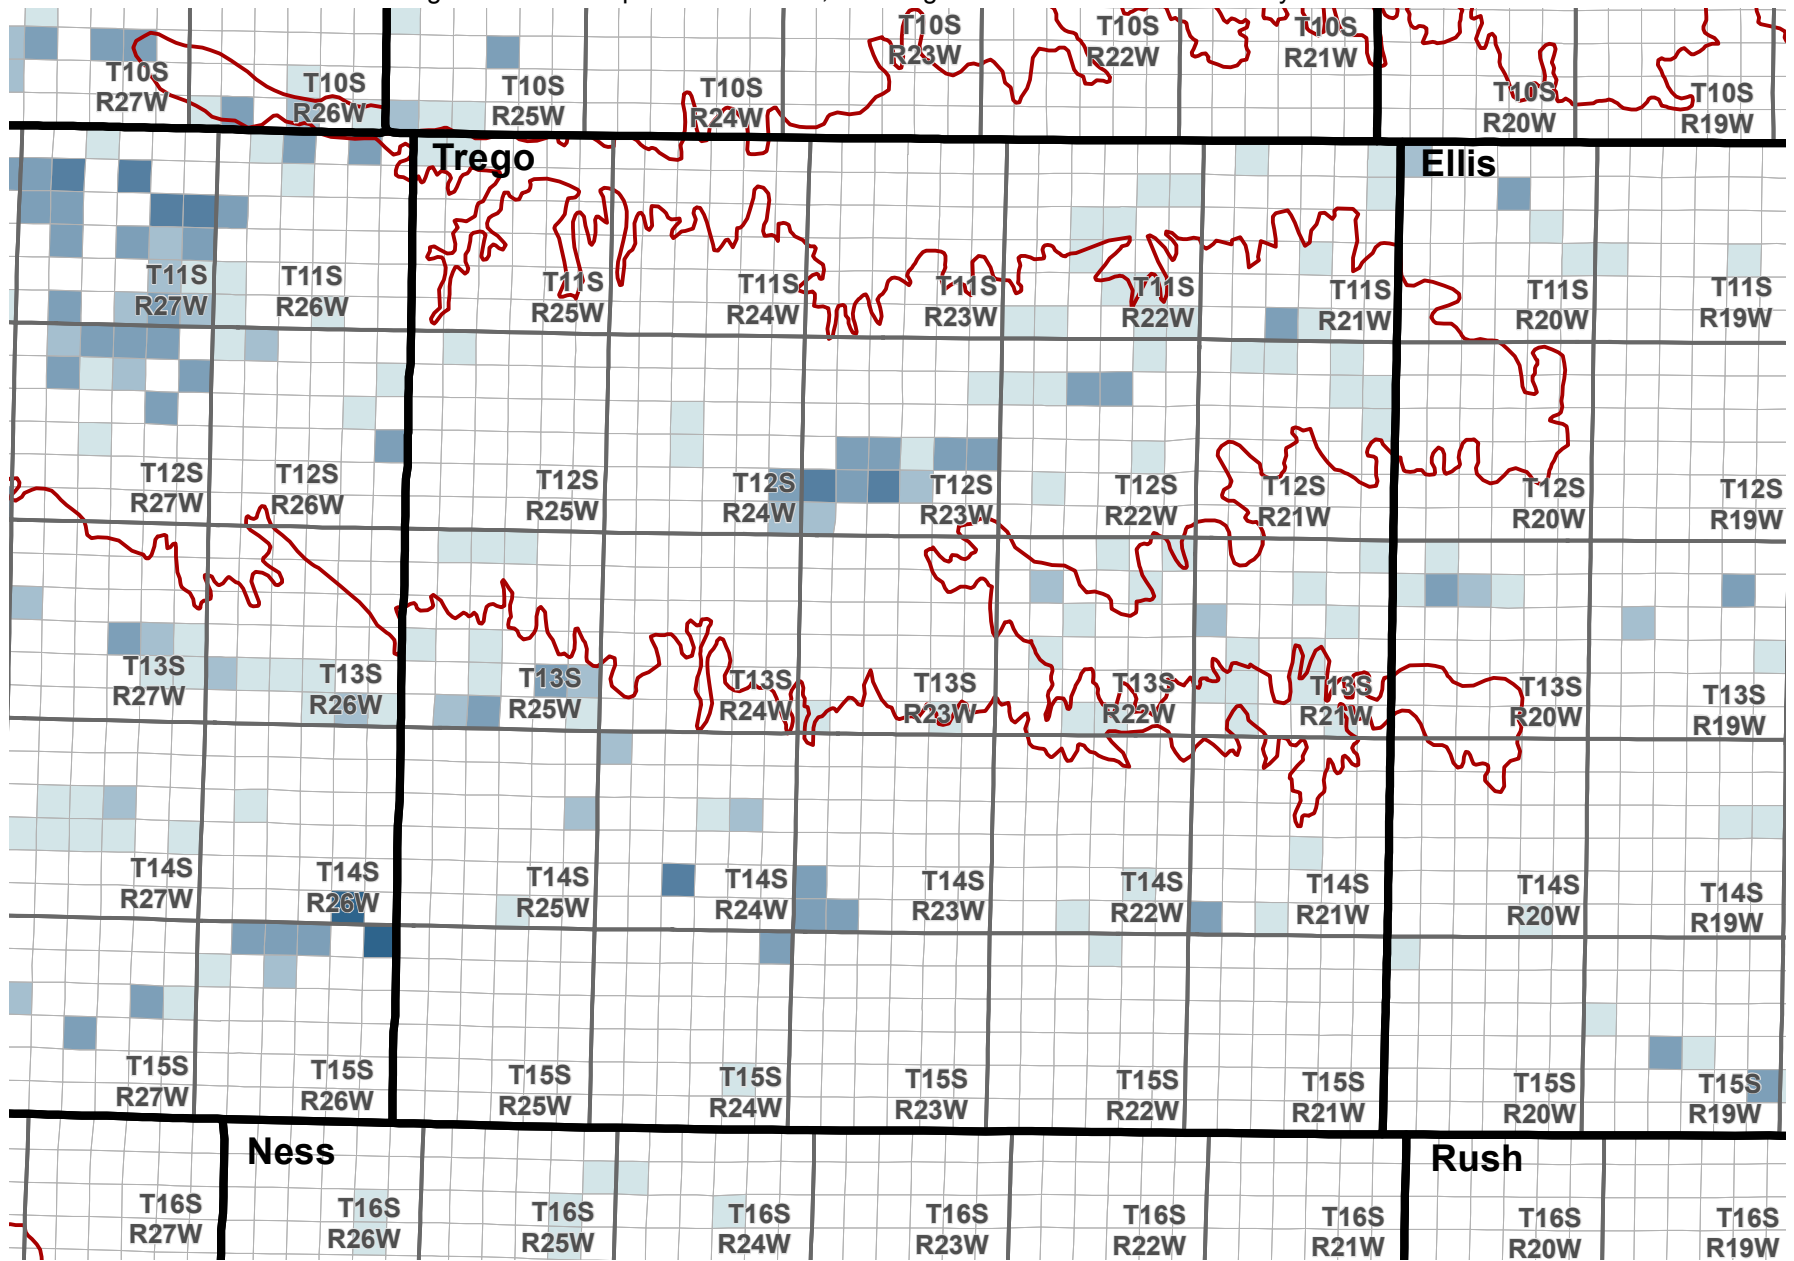 T10S
R27W
T10S
R26W
T10S
R25W
T10S
R24W
T10S
R23W
T10S
R22W
T10S
R21W
T10S
R20W
T10S
R19W
Trego
Ellis
T11S
R27W
T11S
R26W
T11S
R25W
T11S
R24W
T11S
R23W
T11S
R22W
T11S
R21W
T11S
R20W
T11S
R19W
T12S
R27W
T12S
R26W
T12S
R25W
T12S
R24W
T12S
R23W
T12S
R22W
T12S
R21W
T12S
R20W
T12S
R19W
T13S
R27W
T13S
R26W
T13S
R25W
T13S
R24W
T13S
R23W
T13S
R22W
T13S
R21W
T13S
R20W
T13S
R19W
T14S
R27W
T14S
R26W
T14S
R25W
T14S
R24W
T14S
R23W
T14S
R22W
T14S
R21W
T14S
R20W
T14S
R19W
T15S
R27W
T15S
R26W
T15S
R25W
T15S
R24W
T15S
R23W
T15S
R22W
T15S
R21W
T15S
R20W
T15S
R19W
Ness
Rush
T16S
R27W
T16S
R26W
T16S
R25W
T16S
R24W
T16S
R23W
T16S
R22W
T16S
R21W
T16S
R20W
T16S
R19W